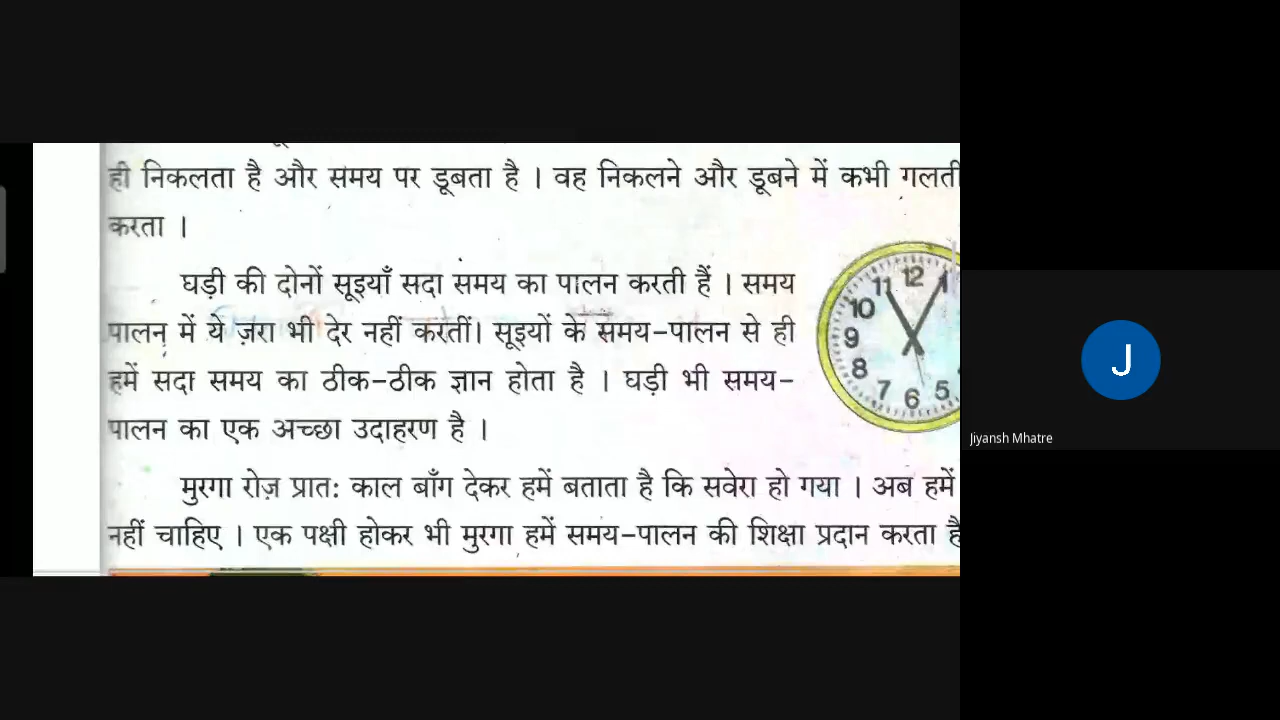 ही निकलता है और समय पर डूबता है । वह निकलने और डूबने में कभी गलती
करता ।
घड़ी की दोनों सूइयाँ सदा समय का पालन करती हैं । समय
पालन में ये ज़रा भी देर नहीं करतीं। सूइयों के समय-पालन से ही
हमें सदा समय का ठीक-ठीक ज्ञान होता है । घड़ी भी समय-
पालन का एक अच्छा उदाहरण है ।
12
11
1
10
9
8
7
6
5
मुरगा रोज़ प्रात: काल बाँग देकर हमें बताता है कि सवेरा हो गया । अब हमें
नहीं चाहिए । एक पक्षी होकर भी मुरगा हमें समय-पालन की शिक्षा प्रदान करता है
J
Jiyansh Mhatre